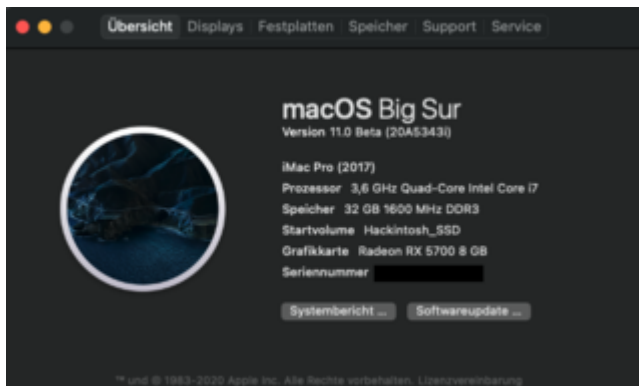 Übersicht Displays Festplatten Speicher Support Service
macOS Big Sur
Version 11.0 Beta (20A5343i)
iMac Pro (2017)
Prozessor 3,6 GHz Quad-Core Intel Core i7
Speicher 32 GB 1600 MHz DDR3
Startvolume Hackintosh_SSD
Grafikkarte Radeon RX 5700 8 GB
Seriennummer
Systembericht ... Softwareupdate ...
™ und © 1983-2020 Apple Inc. Alle Rechte vorbehalten. Lizenzvereinbarung